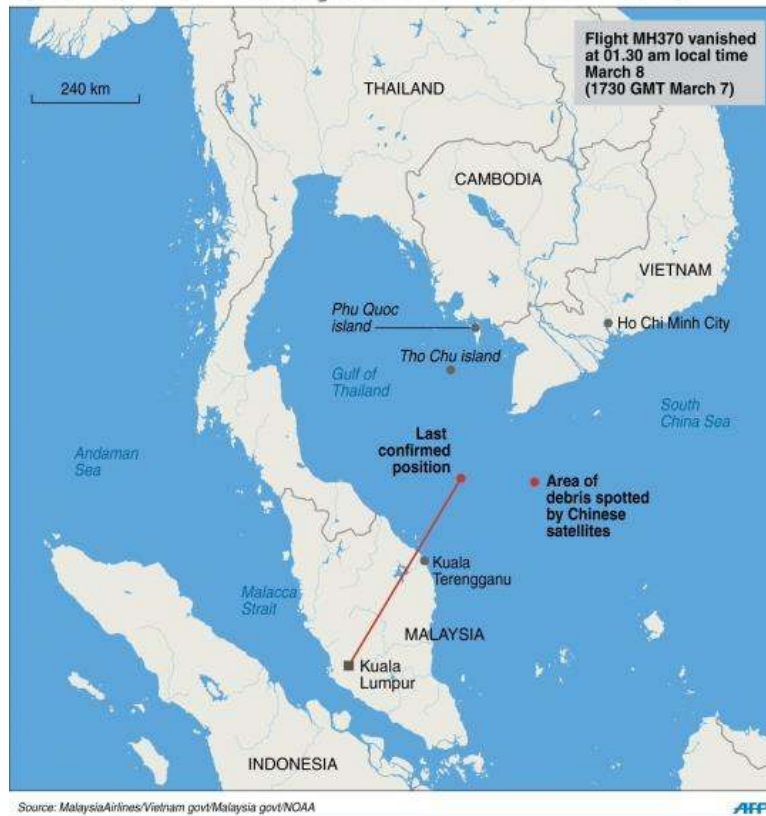 Flight MH370 vanished
at 01.30 am local time
March 8
(1730 GMT March 7)
240 km
THAILAND
CAMBODIA
VIETNAM
Phu Quoc
island
Ho Chi Minh City
Tho Chu island
Gulf of
Thailand
South
China Sea
Andaman
Sea
Last
confirmed
position
Area of
debris spotted
by Chinese
satellites
Kuala
Terengganu
Malacca
Strait
MALAYSIA
Kuala
Lumpur
INDONESIA
Source: MalaysiaAirlines/Vietnam govt/Malaysia govt/NOAA
AFP